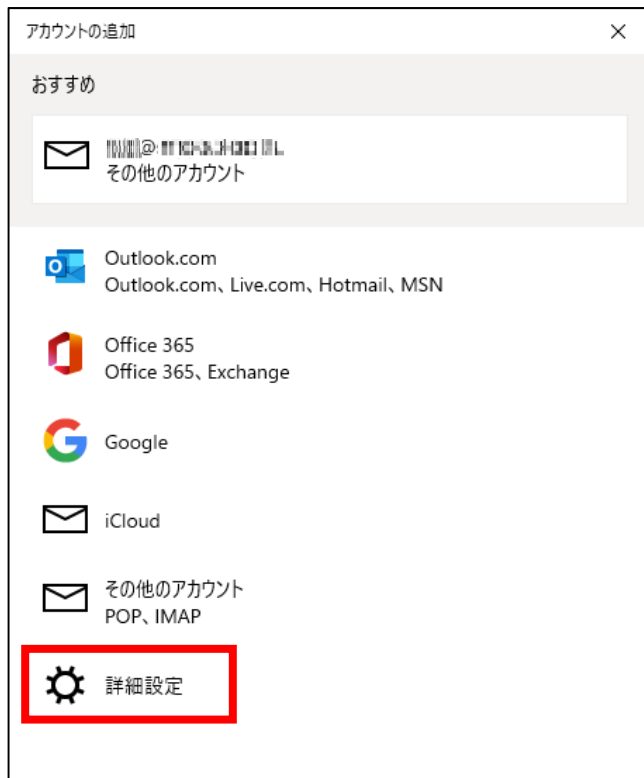 アカウントの追加
おすすめ
その他のアカウント
Outlook.com
Outlook.com、Live.com、Hotmail、MSN
Office 365
Office 365、Exchange
Google
iCloud
その他のアカウント
POP、IMAP
詳細設定